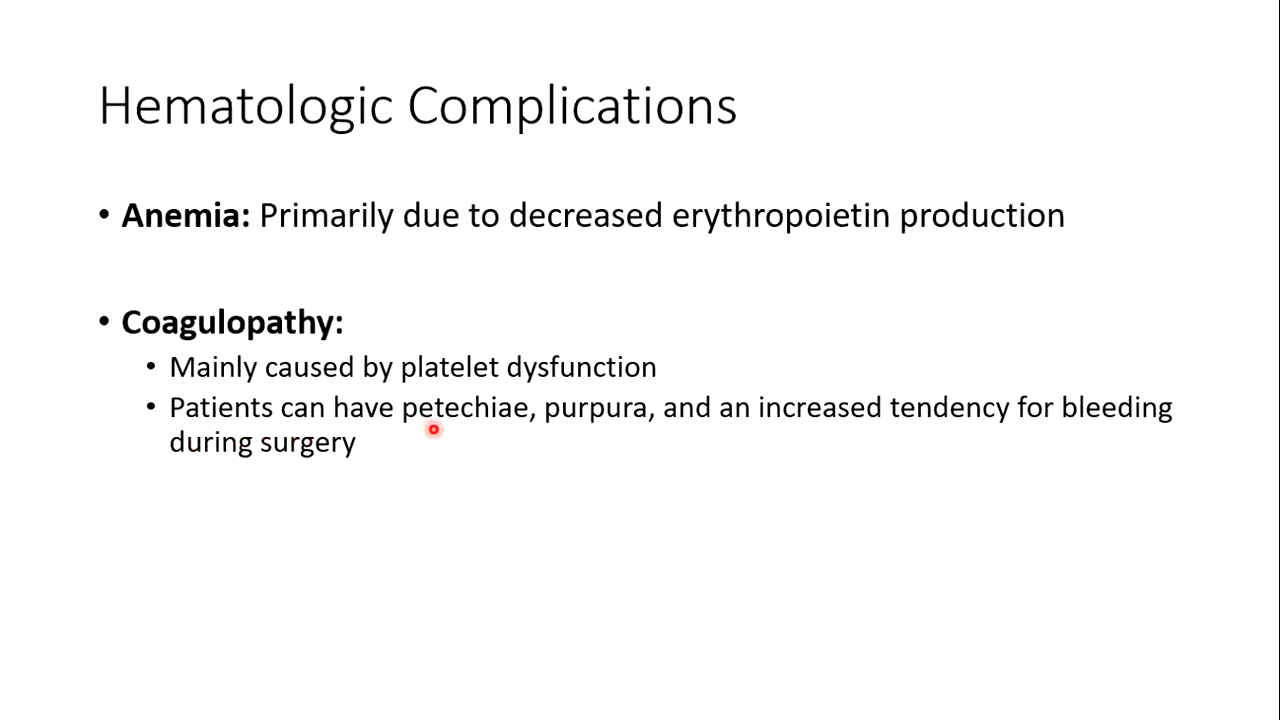 Hematologic Complications
• Anemia: Primarily due to decreased erythropoietin production
• Coagulopathy:
• Mainly caused by platelet dysfunction
• Patients can have petechiae, purpura, and an increased tendency for bleeding
during surgery